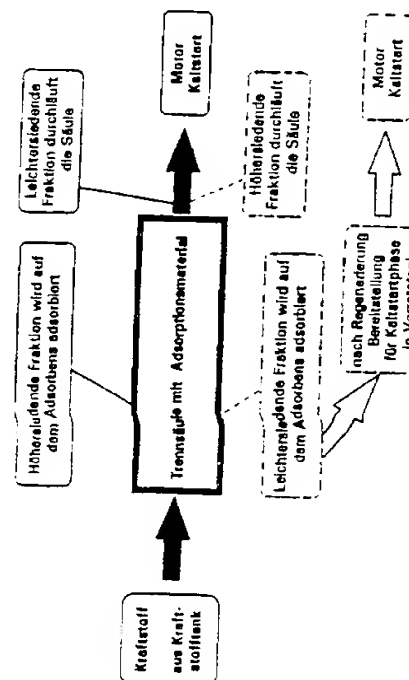 Kraftstoff
aus Kraft-
stofftank
Höhersiedende Fraktion wird auf
dem Adsorbens adsorbiert
Trennsäule mit Adsorptionsmaterial
Leichtersiedende Fraktion wird auf
dem Adsorbens adsorbiert
Leichtersiedende
Fraktion durchläuft
die Säule
Höhersiedende
Fraktion durchläuft
die Säule
Motor
Kaltstart
nach Regenerierung
Bereitstellung
für Kaltstartphase
Motor
Kaltstart